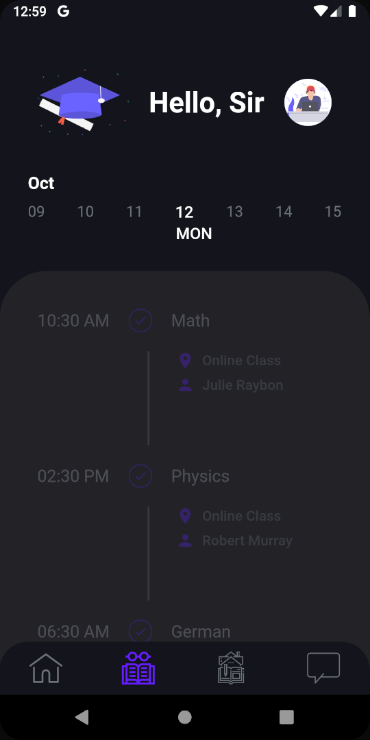 12:59 G
Hello, Sir
Oct
09 10 11 12 13 14 15
MON
10:30 AM Math
Online Class
Julie Raybon
02:30 PM Physics
Online Class
Robert Murray
06:30 AM German